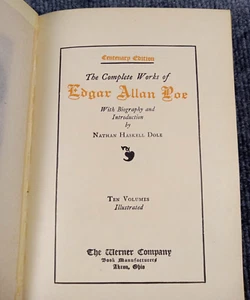 Centenary Edition
The Complete Works of
Edgar Allan Poe
With Biography and
Introduction
by
Nathan Haskell Dole
Ten Volumes
Illustrated
The Werner Company
Book Manufacturers
Akron, Ohio